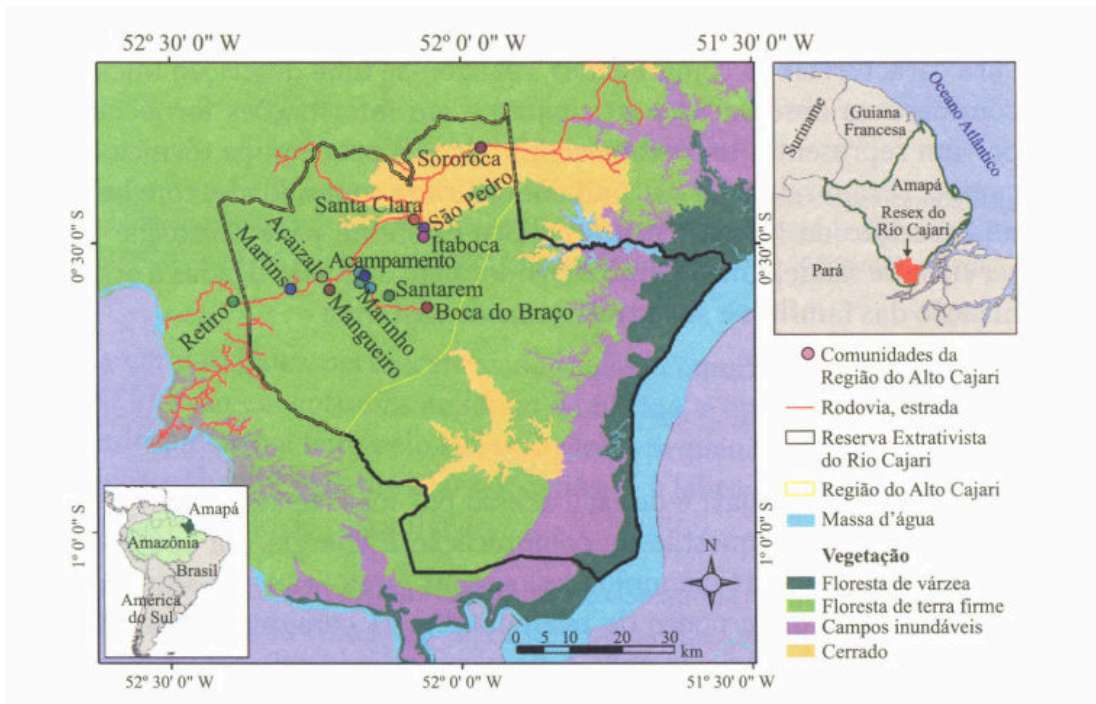 52° 30' 0" W
52° 0' 0" W
51° 30' 0" W
0° 30' 0" S
1° 0' 0" S
Sororoca
São Pedro
Santa Clara
Itaboca
Açaizal
Acampamento
Martins
Santarem
Marinho
Boca do Braço
Mangueiro
Retiro
Amapá
Amazônia
Brasil
América
do Sul
N
0 5 10 20 30
km
0° 30' 0" S
1° 0' 0" S
52° 30' 0" W
52° 0' 0" W
51° 30' 0" W
Suriname
Guiana
Francesa
Oceano Atlântico
Amapá
Resex do
Rio Cajari
Pará
Comunidades da
Região do Alto Cajari
Rodovia, estrada
Reserva Extrativista
do Rio Cajari
Região do Alto Cajari
Massa d'água
Vegetação
Floresta de várzea
Floresta de terra firme
Campos inundáveis
Cerrado